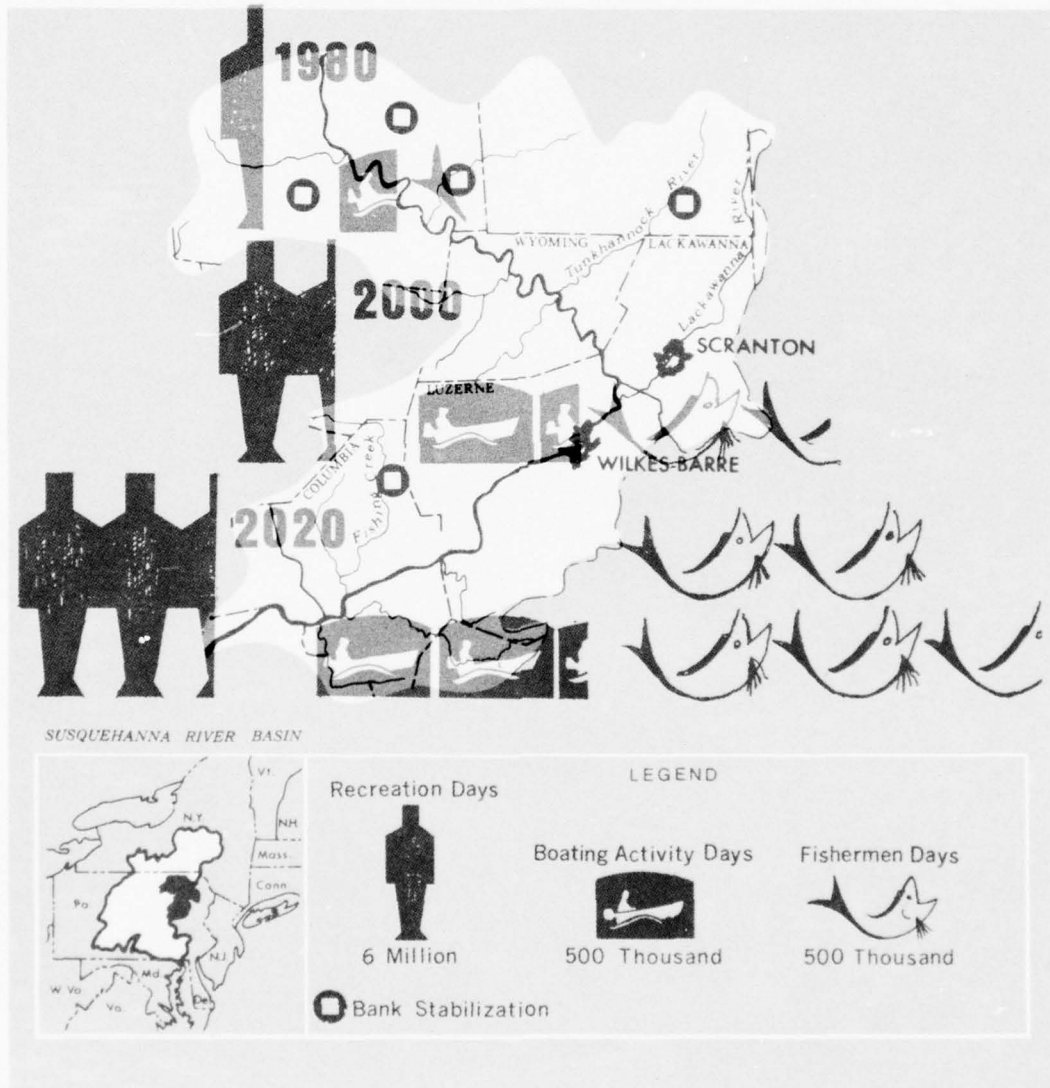 1980
Tunkhannock River
River
WYOMING
LACKAWANNA
Lackawanna
2000
SCRANTON
LUZERNE
WILKES-BARRE
COLUMBIA
Fishing Creek
2020
SUSQUEHANNA RIVER BASIN
Vt.
N.Y.
N.H.
Mass.
Conn.
Pa.
N.J.
Md.
W. Va.
Va.
De.
LEGEND
Recreation Days
6 Million
Boating Activity Days
500 Thousand
Fishermen Days
500 Thousand
Bank Stabilization